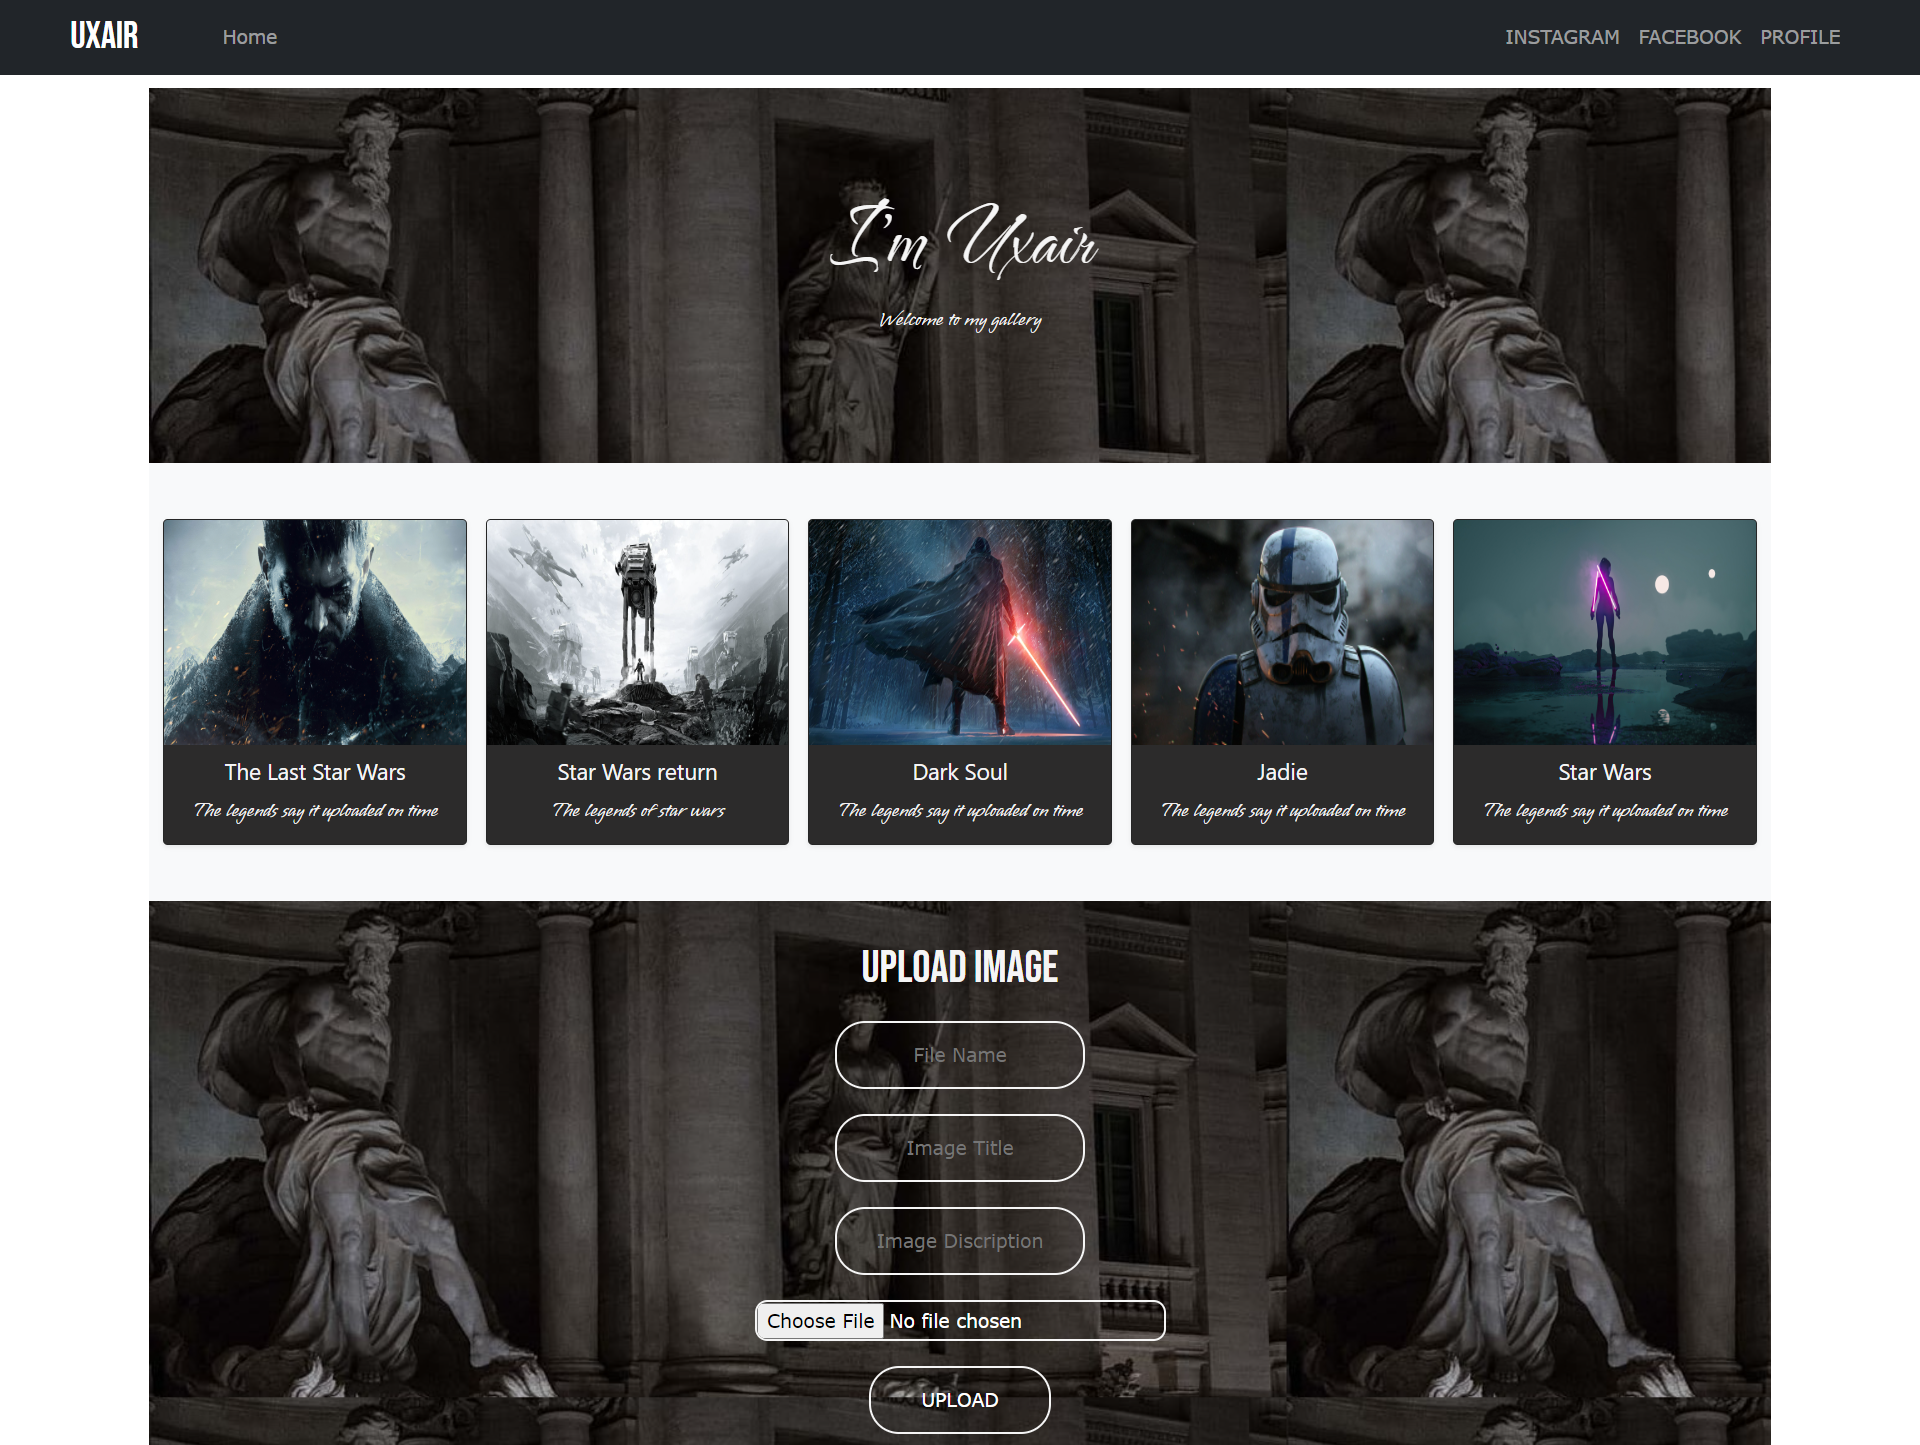 UXAIR
Home
INSTAGRAM FACEBOOK PROFILE
I'm Uxair
Welcome to my gallery
The Last Star Wars
The legends say it uploaded on time
Star Wars return
The legends of star wars
Dark Soul
The legends say it uploaded on time
Jadie
The legends say it uploaded on time
Star Wars
The legends say it uploaded on time
UPLOAD IMAGE
File Name
Image Title
Image Discription
Choose File No file chosen
UPLOAD